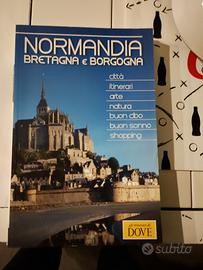 NORMANDIA
BRETAGNA E BORGOGNA
città
itinerari
arte
natura
buon cibo
buon sonno
shopping
DOVE
subito